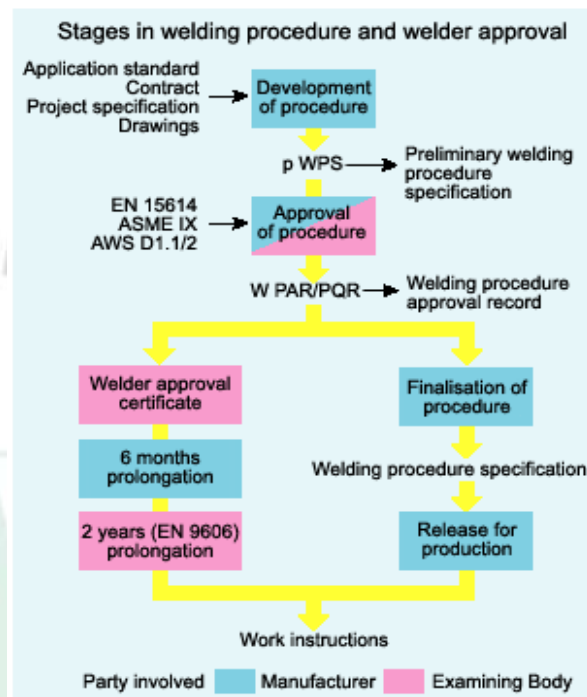 Stages in welding procedure and welder approval
Application standard
Contract
Project specification
Drawings
Development
of procedure
p WPS
Preliminary welding
procedure
specification
EN 15614
ASME IX
AWS D1.1/2
Approval
of procedure
W PAR/PQR
Welding procedure
approval record
Welder approval
certificate
6 months
prolongation
2 years (EN 9606)
prolongation
Finalisation of
procedure
Welding procedure specification
Release for
production
Work instructions
Party involved
Manufacturer
Examining Body